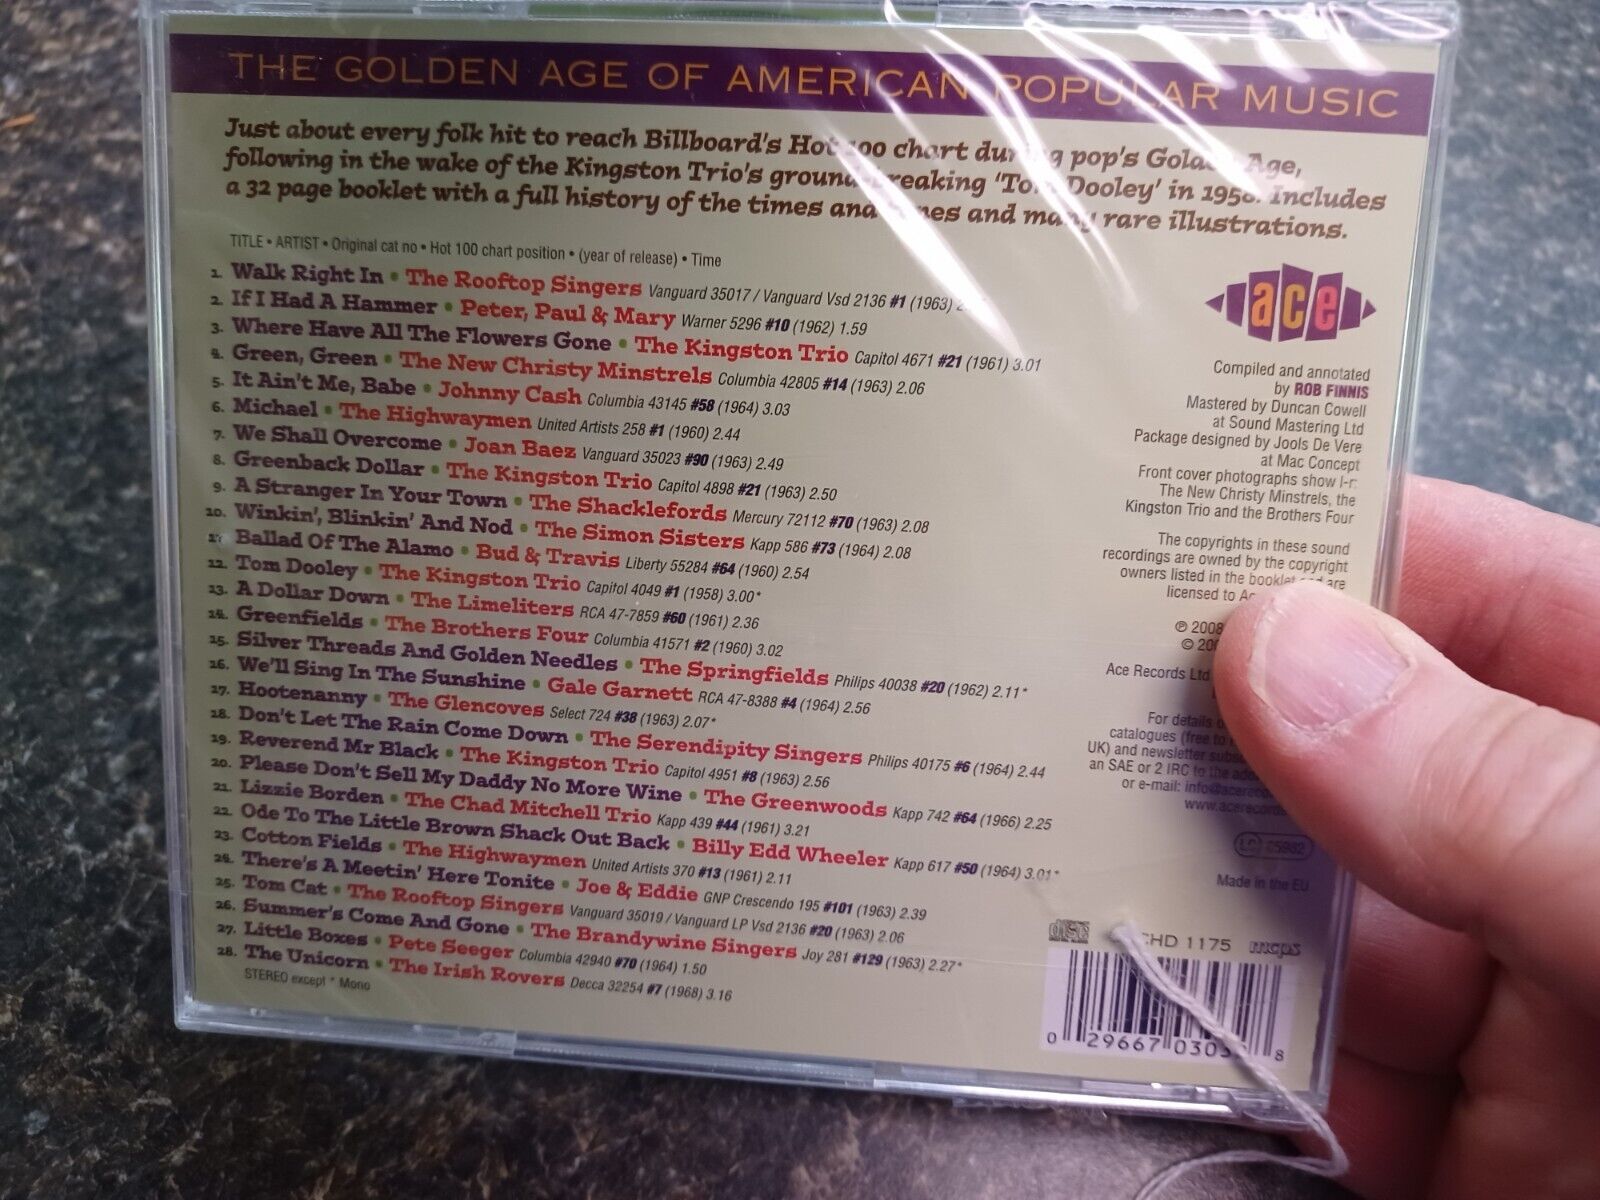 THE GOLDEN AGE OF AMERICAN POPULAR MUSIC
Just about every folk hit to reach Billboard's Hot 100 chart during pop's Golden Age,
following in the wake of the Kingston Trio's ground-breaking 'Tom Dooley' in 1958. Includes
a 32 page booklet with a full history of the times and tunes and many rare illustrations.
TITLE • ARTIST • Original cat no • Hot 100 chart position • (year of release) • Time
1. Walk Right In • The Rooftop Singers Vanguard 35017 / Vanguard Vsd 2136 #1 (1963)
2. If I Had A Hammer • Peter, Paul & Mary Warner 5296 #10 (1962) 1.59
3. Where Have All The Flowers Gone • The Kingston Trio Capitol 4671 #21 (1961) 3.01
4. Green, Green • The New Christy Minstrels Columbia 42805 #14 (1963) 2.06
5. It Ain't Me, Babe • Johnny Cash Columbia 43145 #58 (1964) 3.03
6. Michael • The Highwaymen United Artists 258 #1 (1960) 2.44
7. We Shall Overcome • Joan Baez Vanguard 35023 #90 (1963) 2.49
8. Greenback Dollar • The Kingston Trio Capitol 4898 #21 (1963) 2.50
9. A Stranger In Your Town • The Shacklefords Mercury 72112 #70 (1963) 2.08
10. Winkin', Blinkin' And Nod • The Simon Sisters Kapp 586 #73 (1964) 2.08
11. Ballad Of The Alamo • Bud & Travis Liberty 55284 #64 (1960) 2.54
12. Tom Dooley • The Kingston Trio Capitol 4049 #1 (1958) 3.00*
13. A Dollar Down • The Limeliters RCA 47-7859 #60 (1961) 2.36
14. Greenfields • The Brothers Four Columbia 41571 #2 (1960) 3.02
15. Silver Threads And Golden Needles • The Springfields Philips 40038 #20 (1962) 2.11*
16. We'll Sing In The Sunshine • Gale Garnett RCA 47-8388 #4 (1964) 2.56
17. Hootenanny • The Glencoves Select 724 #38 (1963) 2.07*
18. Don't Let The Rain Come Down • The Serendipity Singers Philips 40175 #6 (1964) 2.44
19. Reverend Mr Black • The Kingston Trio Capitol 4951 #8 (1963) 2.56
20. Please Don't Sell My Daddy No More Wine • The Greenwoods Kapp 742 #64 (1966) 2.25
21. Lizzie Borden • The Chad Mitchell Trio Kapp 439 #44 (1961) 3.21
22. Ode To The Little Brown Shack Out Back • Billy Edd Wheeler Kapp 617 #50 (1964) 3.01*
23. Cotton Fields • The Highwaymen United Artists 370 #13 (1961) 2.11
24. There's A Meetin' Here Tonite • Joe & Eddie GNP Crescendo 195 #101 (1963) 2.39
25. Tom Cat • The Rooftop Singers Vanguard 35019 / Vanguard LP Vsd 2136 #20 (1963) 2.06
26. Summer's Come And Gone • The Brandywine Singers Joy 281 #129 (1963) 2.27*
27. Little Boxes • Pete Seeger Columbia 42940 #70 (1964) 1.50
28. The Unicorn • The Irish Rovers Decca 32254 #7 (1968) 3.16
STEREO except * Mono
ace
Compiled and annotated
by ROB FINNIS
Mastered by Duncan Cowell
at Sound Mastering Ltd
Package designed by Jools De Vere
at Mac Concept
Front cover photographs show l-r:
The New Christy Minstrels, the
Kingston Trio and the Brothers Four
The copyrights in these sound
recordings are owned by the copyright
owners listed in the booklet and are
licensed to
℗ 2008
©
Ace Records Ltd
For details
catalogues (free
UK) and newsletter
an SAE or 2 IRC to the
or e-mail:
LC 05982
Made in the EU
disc
CHD 1175
mcps
0 29667 8